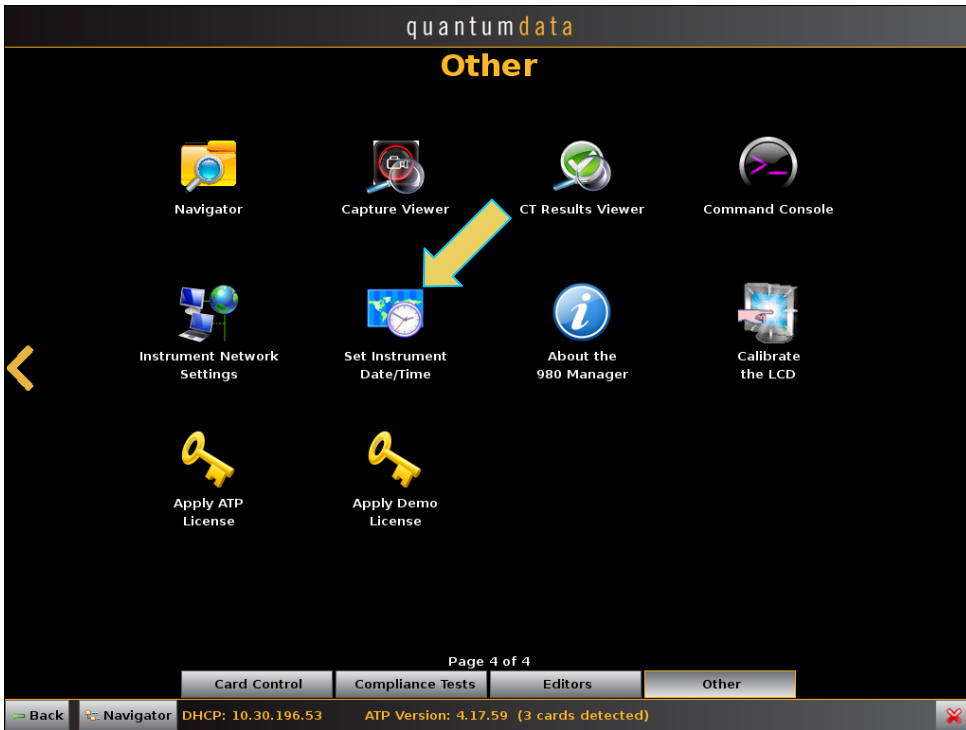 quantumdata
Other
Navigator
Capture Viewer
CT Results Viewer
Command Console
Instrument Network
Settings
Set Instrument
Date/Time
About the
980 Manager
Calibrate
the LCD
Apply ATP
License
Apply Demo
License
Page 4 of 4
Card Control
Compliance Tests
Editors
Other
Back
Navigator
DHCP: 10.30.196.53
ATP Version: 4.17.59 (3 cards detected)